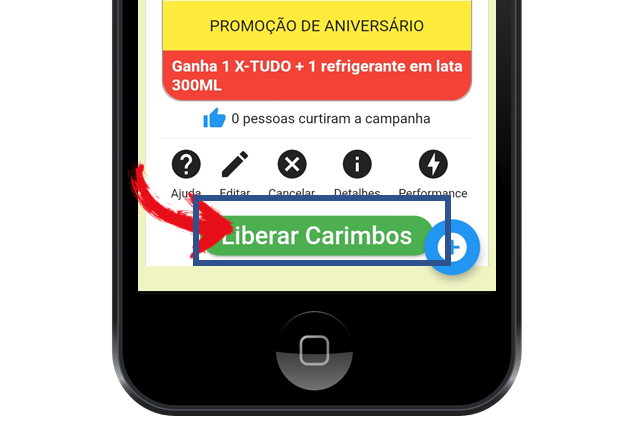 PROMOÇÃO DE ANIVERSÁRIO
Ganha 1 X-TUDO + 1 refrigerante em lata
300ML
0 pessoas curtiram a campanha
Ajuda Editar Cancelar Detalhes Performance
Liberar Carimbos